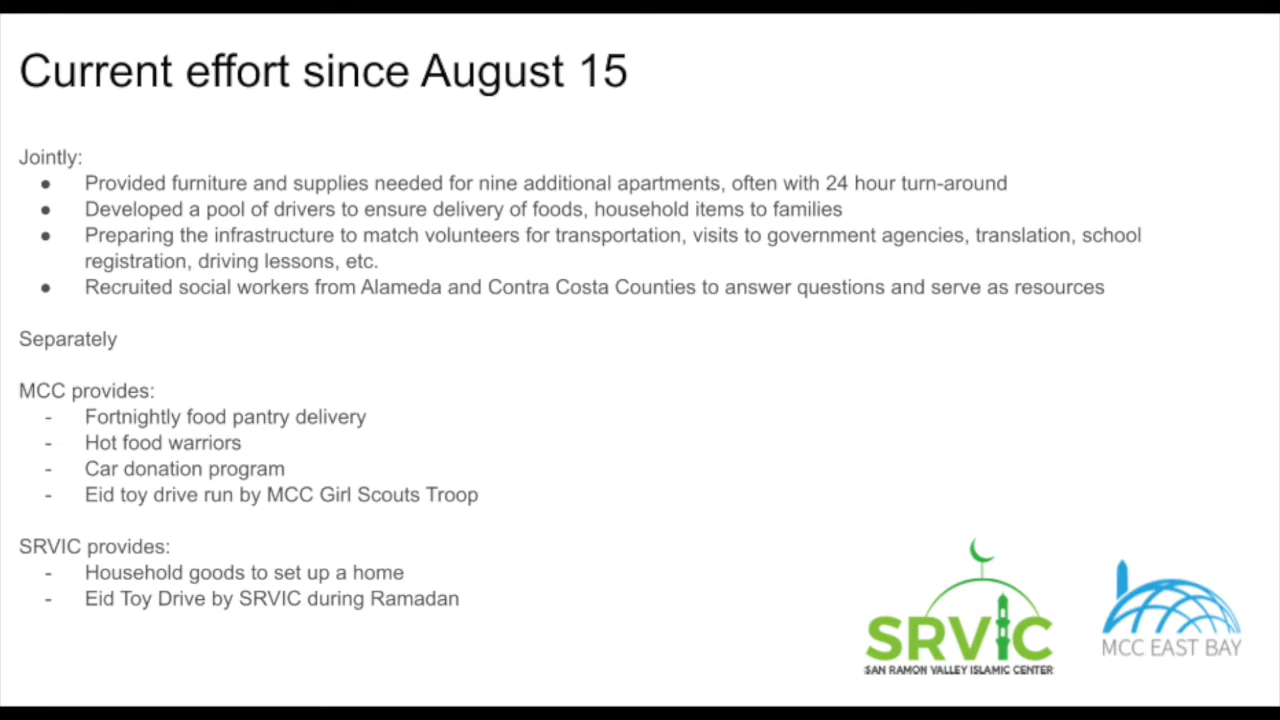 Current effort since August 15
Jointly:
● Provided furniture and supplies needed for nine additional apartments, often with 24 hour turn-around
● Developed a pool of drivers to ensure delivery of foods, household items to families
● Preparing the infrastructure to match volunteers for transportation, visits to government agencies, translation, school
registration, driving lessons, etc.
● Recruited social workers from Alameda and Contra Costa Counties to answer questions and serve as resources
Separately
MCC provides:
- Fortnightly food pantry delivery
- Hot food warriors
- Car donation program
- Eid toy drive run by MCC Girl Scouts Troop
SRVIC provides:
- Household goods to set up a home
- Eid Toy Drive by SRVIC during Ramadan
SRVIC
SAN RAMON VALLEY ISLAMIC CENTER
MCC EAST BAY